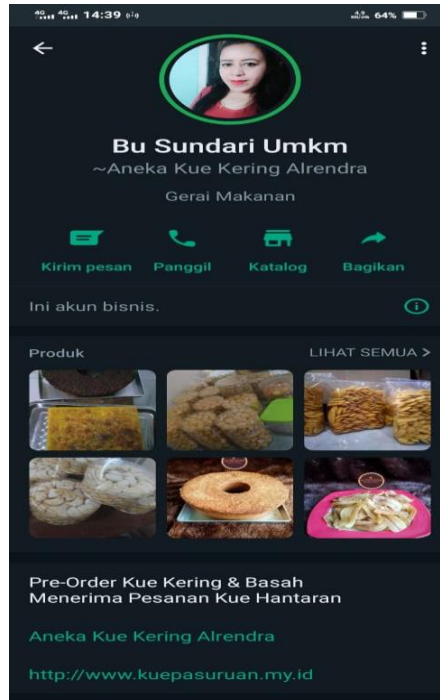 14:39
64%
Bu Sundari Umkm
~Aneka Kue Kering Alrendra
Gerai Makanan
Kirim pesan Panggil Katalog Bagikan
Ini akun bisnis.
Produk LIHAT SEMUA >
Pre-Order Kue Kering & Basah
Menerima Pesanan Kue Hantaran
Aneka Kue Kering Alrendra
http://www.kuepasuruan.my.id